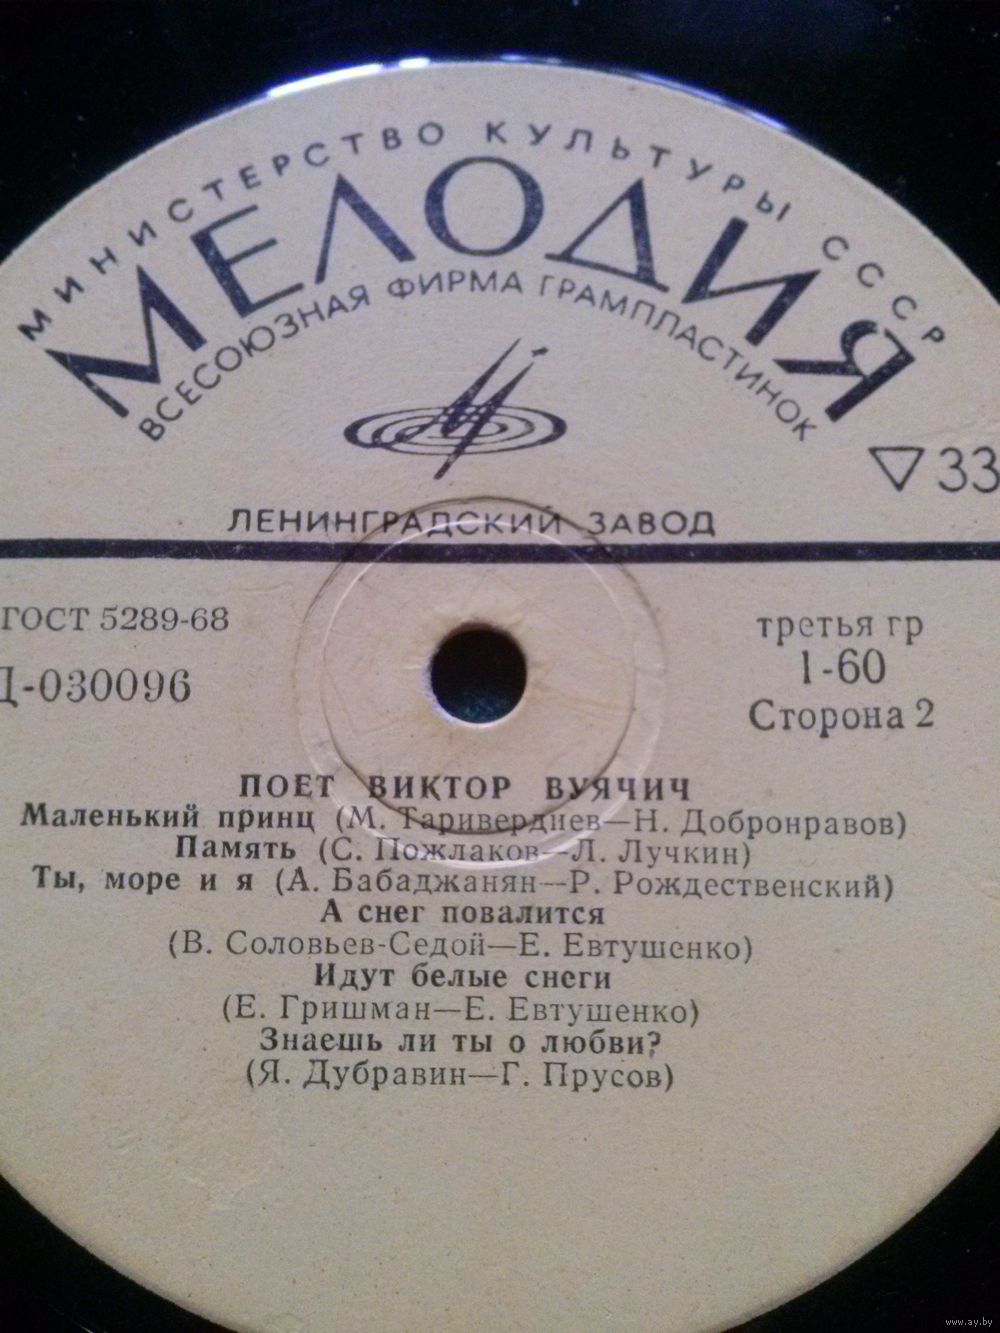 МИНИСТЕРСТВО КУЛЬТУРЫ СССР
МЕЛОДИЯ
ВСЕСОЮЗНАЯ ФИРМА ГРАМПЛАСТИНОК
▽33
ЛЕНИНГРАДСКИЙ ЗАВОД
ГОСТ 5289-68
третья гр
Д-030096
1-60
Сторона 2
ПОЕТ ВИКТОР ВУЯЧИЧ
Маленький принц (М. Таривердиев—Н. Добронравов)
Память (С. Пожлаков—Л. Лучкин)
Ты, море и я (А. Бабаджанян—Р. Рождественский)
А снег повалится
(В. Соловьев-Седой—Е. Евтушенко)
Идут белые снеги
(Е. Гришман—Е. Евтушенко)
Знаешь ли ты о любви?
(Я. Дубравин—Г. Прусов)
www.ay.by